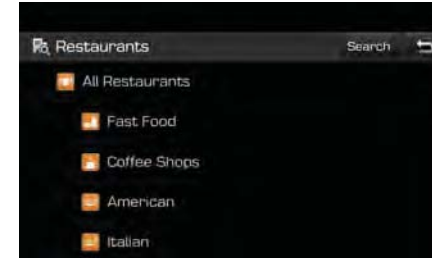 Restaurants Search
All Restaurants
Fast Food
Coffee Shops
American
Italian